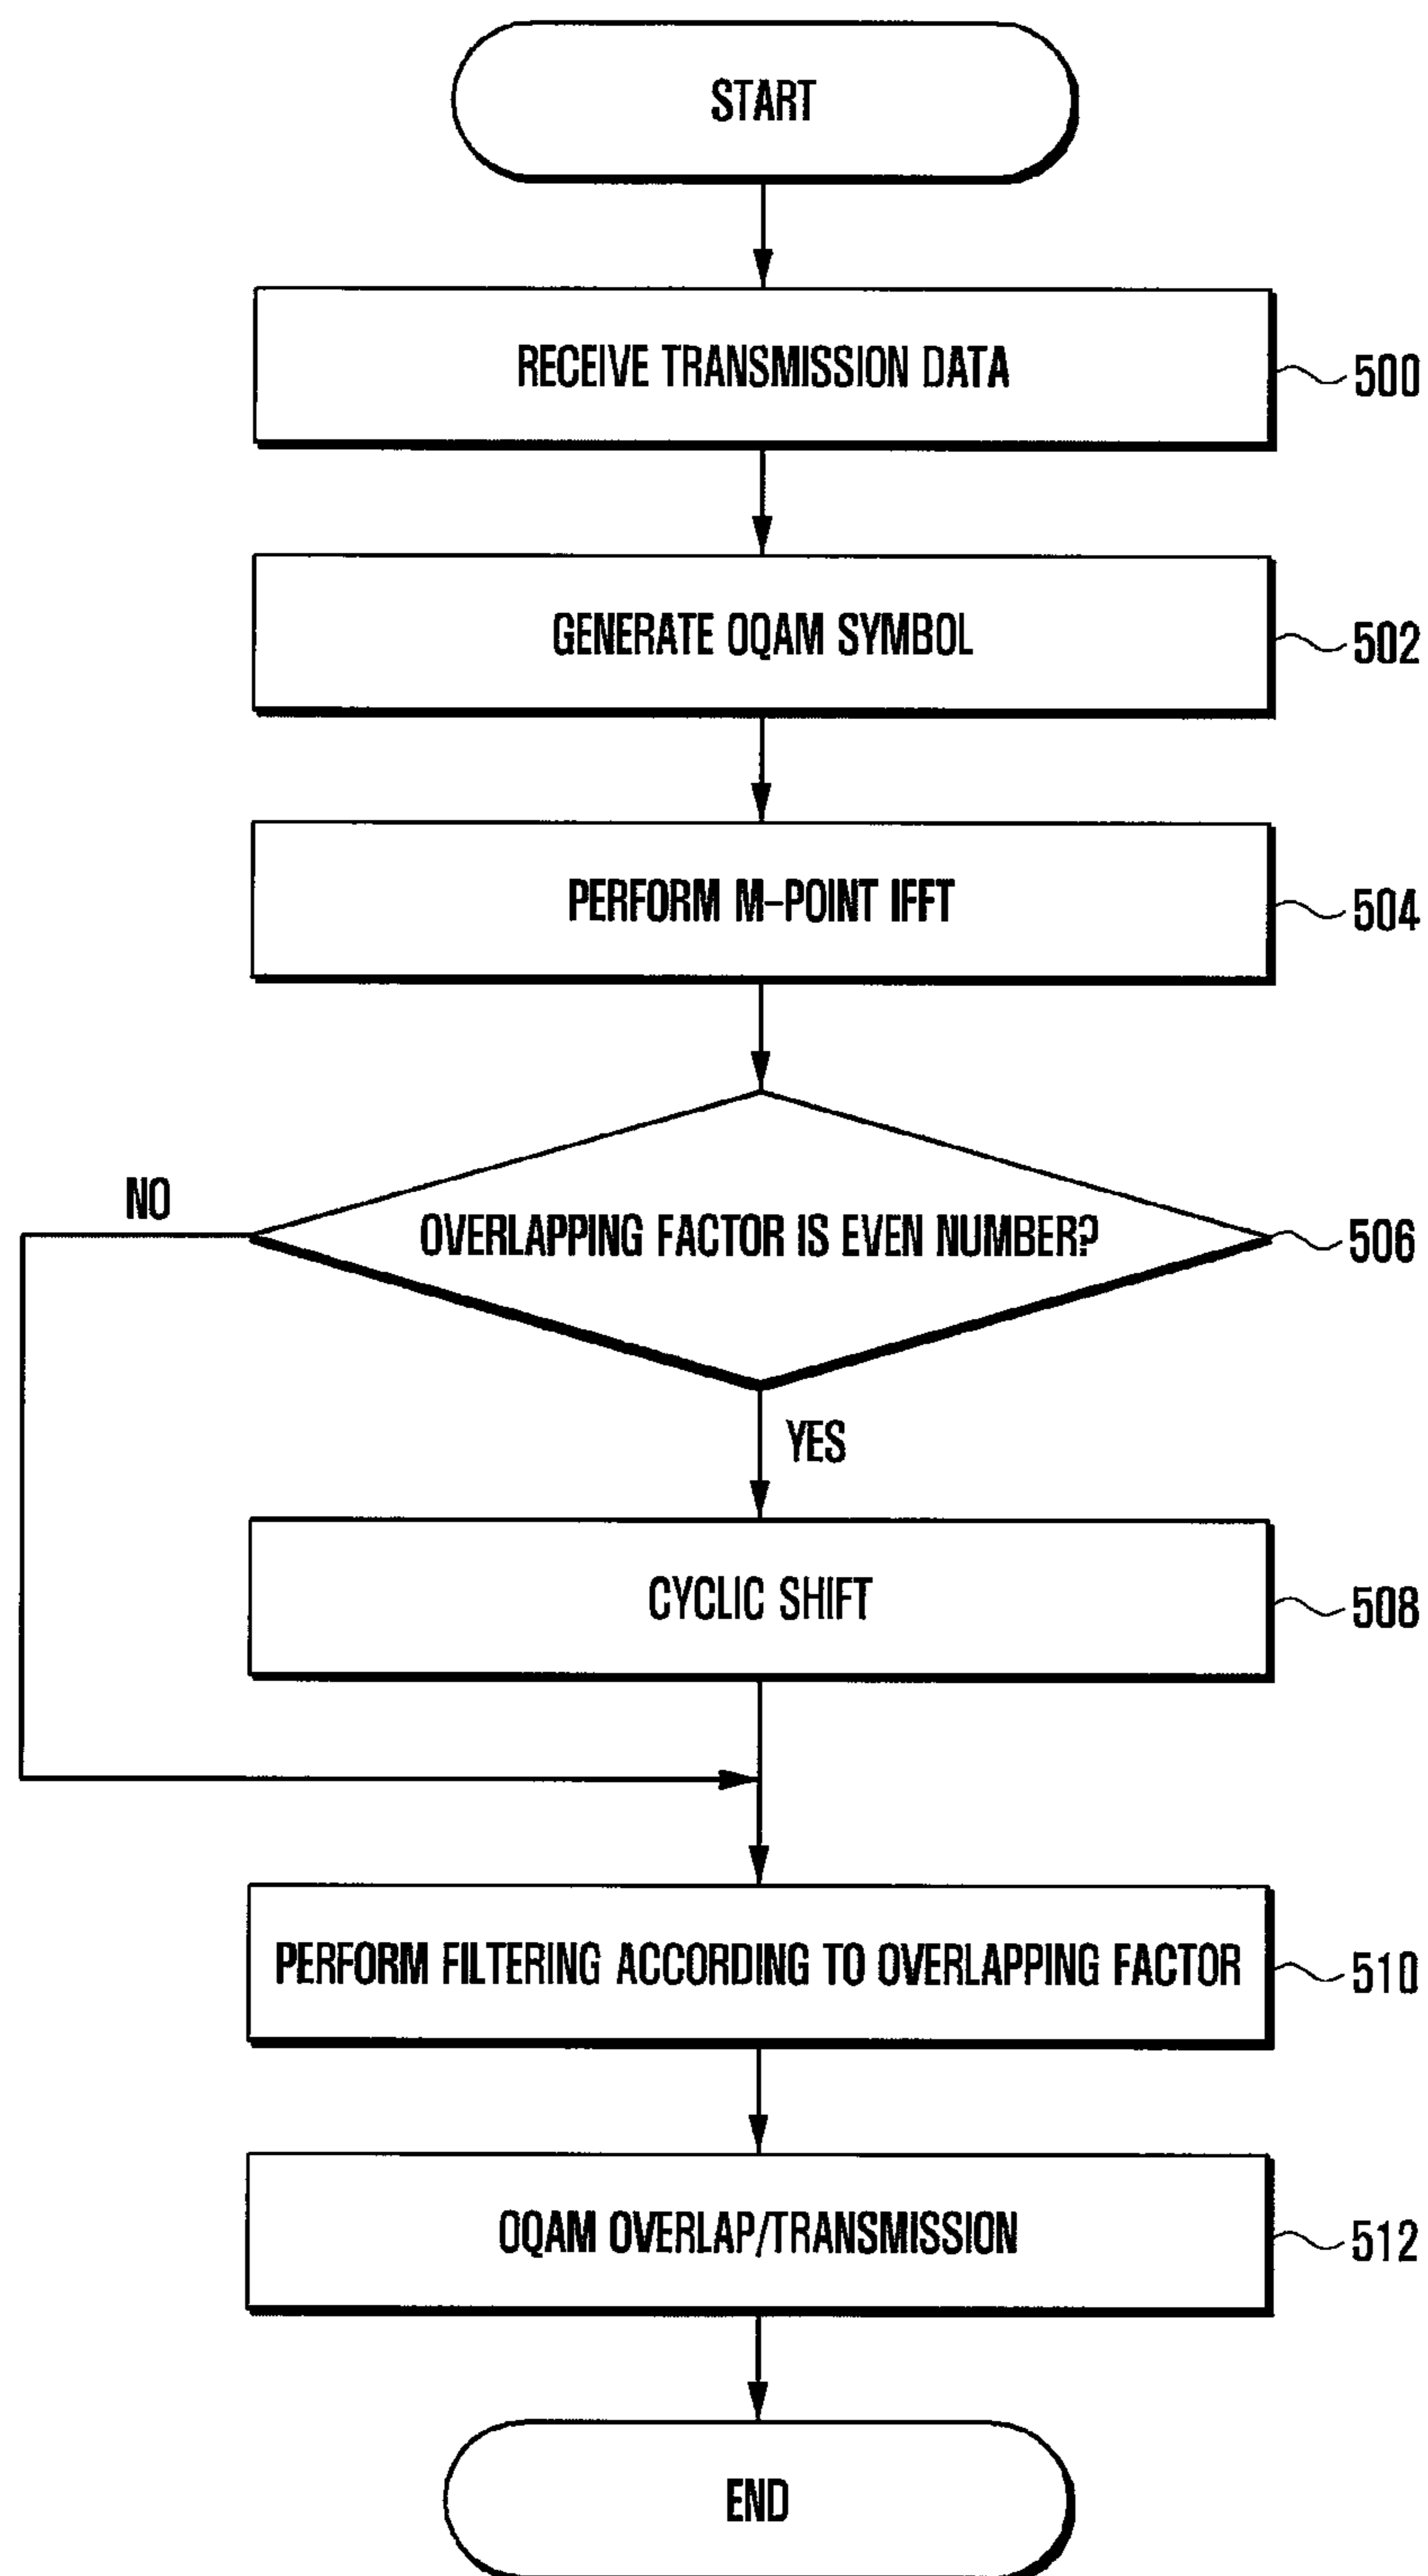 START
RECEIVE TRANSMISSION DATA
500
GENERATE OQAM SYMBOL
502
PERFORM M-POINT IFFT
504
NO
OVERLAPPING FACTOR IS EVEN NUMBER?
506
YES
CYCLIC SHIFT
508
PERFORM FILTERING ACCORDING TO OVERLAPPING FACTOR
510
OQAM OVERLAP/TRANSMISSION
512
END